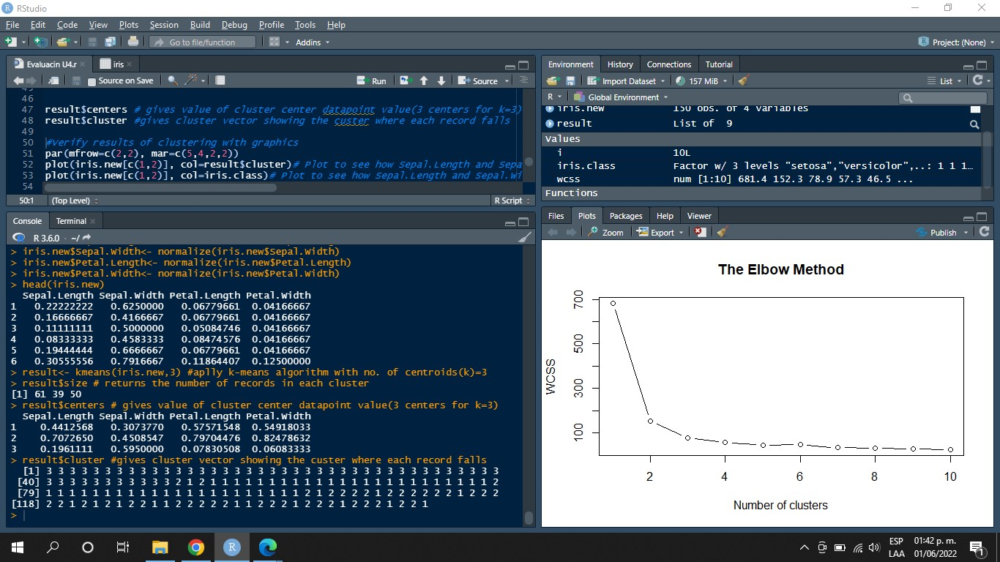 RStudio
File Edit Code View Plots Session Build Debug Profile Tools Help
Go to file/function Addins Project: (None)
Evaluacin U4.r iris
Source on Save Run Source
46
47 result$centers # gives value of cluster center datapoint value(3 centers for k=3)
48 result$cluster #gives cluster vector showing the custer where each record falls
49
50 #Verify results of clustering with graphics
51 par(mfrow=c(2,2), mar=c(5,4,2,2))
52 plot(iris.new[c(1,2)], col=result$cluster)# Plot to see how Sepal.Length and Sepa
53 plot(iris.new[c(1,2)], col=iris.class)# Plot to see how Sepal.Length and Sepal.Wi
54
50:1 (Top Level) R Script
Console Terminal
R 3.6.0 · ~/
> iris.new$Sepal.Width<- normalize(iris.new$Sepal.Width)
> iris.new$Petal.Length<- normalize(iris.new$Petal.Length)
> iris.new$Petal.Width<- normalize(iris.new$Petal.Width)
> head(iris.new)
Sepal.Length Sepal.Width Petal.Length Petal.Width
1 0.22222222 0.6250000 0.06779661 0.04166667
2 0.16666667 0.4166667 0.06779661 0.04166667
3 0.11111111 0.5000000 0.05084746 0.04166667
4 0.08333333 0.4583333 0.08474576 0.04166667
5 0.19444444 0.6666667 0.06779661 0.04166667
6 0.30555556 0.7916667 0.11864407 0.12500000
> result<- kmeans(iris.new,3) #aplly k-means algorithm with no. of centroids(k)=3
> result$size # returns the number of records in each cluster
[1] 61 39 50
> result$centers # gives value of cluster center datapoint value(3 centers for k=3)
Sepal.Length Sepal.Width Petal.Length Petal.Width
1 0.4412568 0.3073770 0.57571548 0.54918033
2 0.7072650 0.4508547 0.79704476 0.82478632
3 0.1961111 0.5950000 0.07830508 0.06083333
> result$cluster #gives cluster vector showing the custer where each record falls
[1] 3 3 3 3 3 3 3 3 3 3 3 3 3 3 3 3 3 3 3 3 3 3 3 3 3 3 3 3 3 3 3 3 3 3 3 3 3 3 3
[40] 3 3 3 3 3 3 3 3 3 3 3 2 1 2 1 1 1 1 1 1 1 1 1 1 1 1 1 1 1 1 1 1 1 1 1 1 1 1 1 2
[79] 1 1 1 1 1 1 1 1 1 1 1 1 1 1 1 1 1 1 1 1 1 1 2 1 2 2 2 2 1 2 2 2 2 2 2 1 2 2 2
[118] 2 2 1 2 1 2 1 2 2 1 1 2 2 2 2 2 1 1 2 2 2 1 2 2 2 1 2 2 2 1 2 2 1
>
Environment History Connections Tutorial
Import Dataset 157 MiB List
R Global Environment
iris.new 150 obs. of 4 variables
result List of 9
Values
i 10L
iris.class Factor w/ 3 levels "setosa","versicolor",..: 1 1 1…
wcss num [1:10] 681.4 152.3 78.9 57.3 46.5 ...
Functions
Files Plots Packages Help Viewer
Zoom Export Publish
The Elbow Method
WCSS
700
500
300
100
2 4 6 8 10
Number of clusters
ESP 01:42 p. m.
LAA 01/06/2022
1